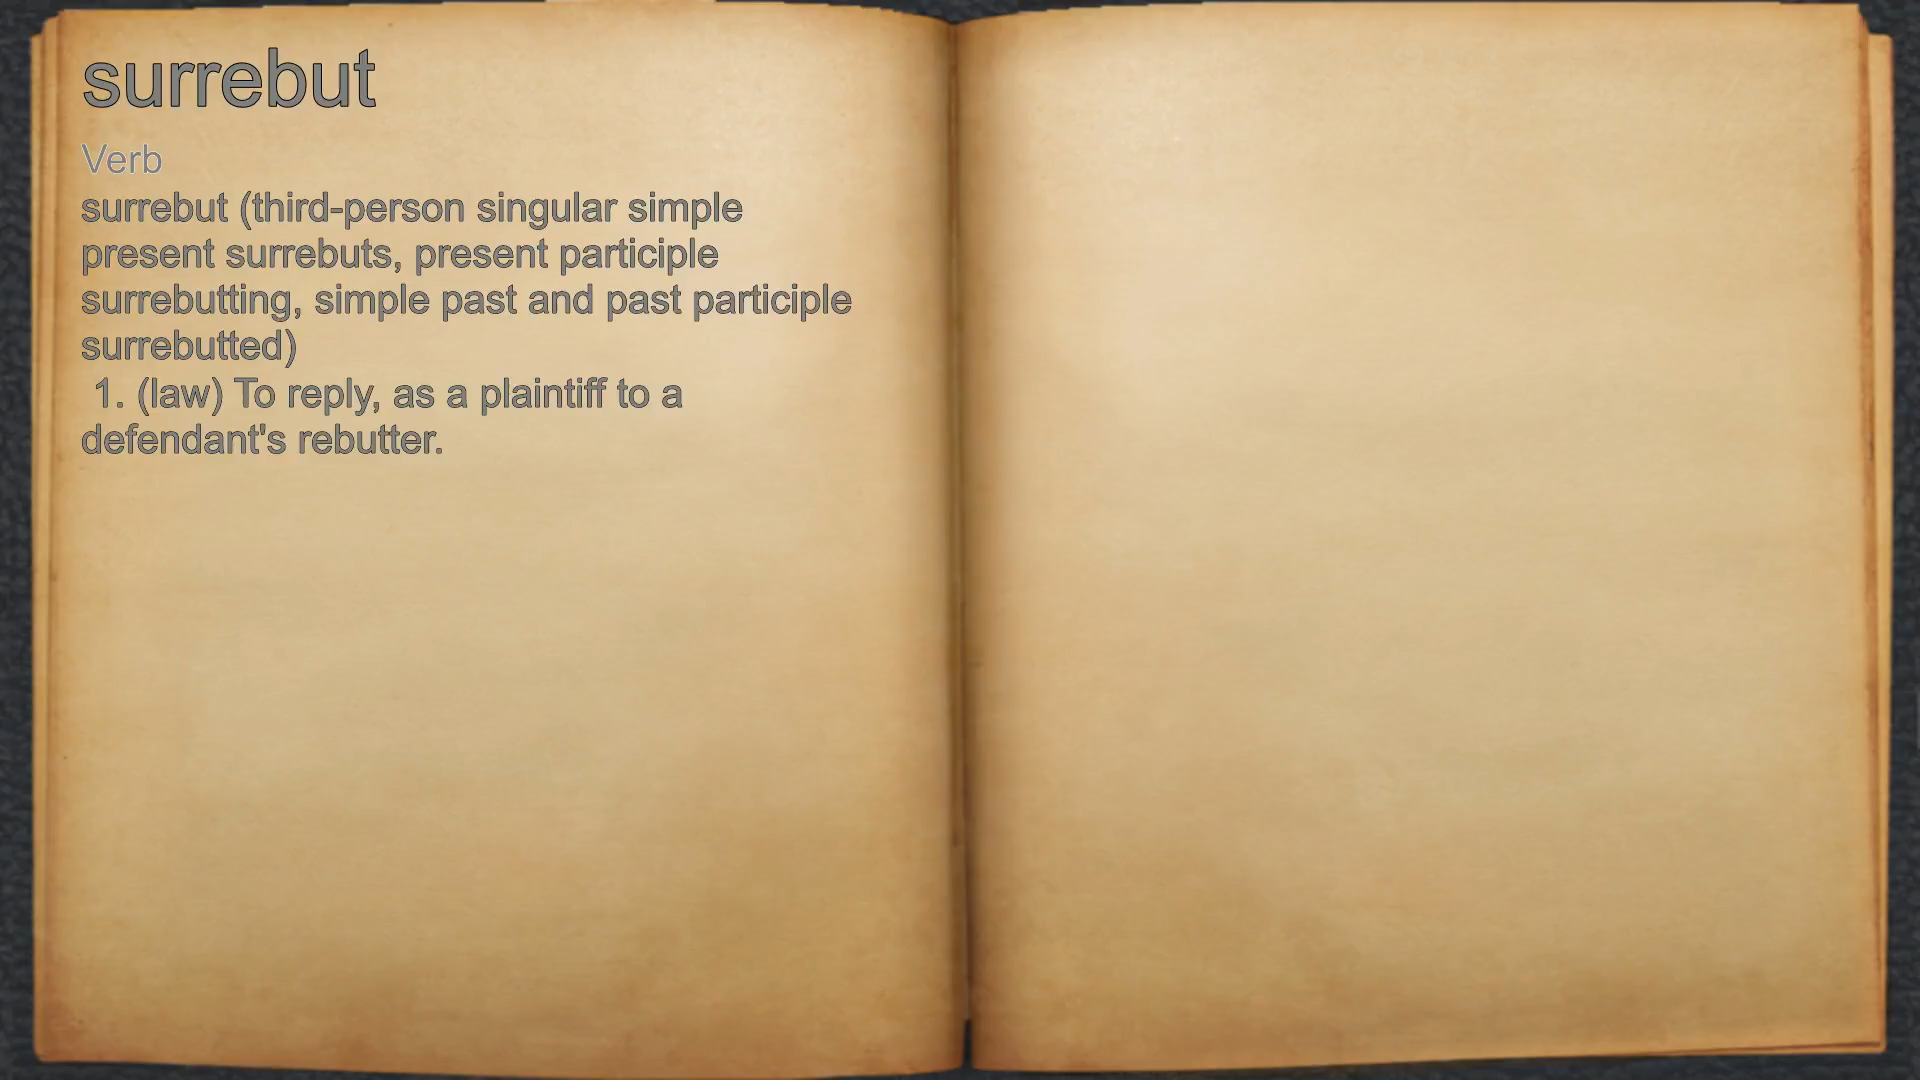 surrebut
Verb
surrebut (third-person singular simple
present surrebuts, present participle
surrebutting, simple past and past participle
surrebutted)
1. (law) To reply, as a plaintiff to a
defendant's rebutter.